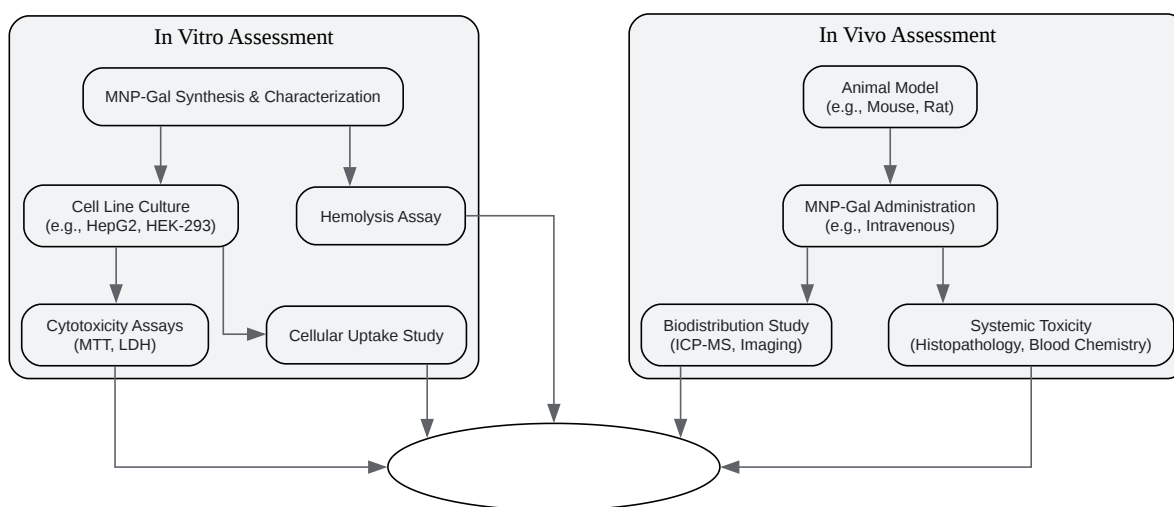 In Vitro Assessment
MNP-Gal Synthesis & Characterization
Cell Line Culture
(e.g., HepG2, HEK-293)
Hemolysis Assay
Cytotoxicity Assays
(MTT, LDH)
Cellular Uptake Study
In Vivo Assessment
Animal Model
(e.g., Mouse, Rat)
MNP-Gal Administration
(e.g., Intravenous)
Biodistribution Study
(ICP-MS, Imaging)
Systemic Toxicity
(Histopathology, Blood Chemistry)